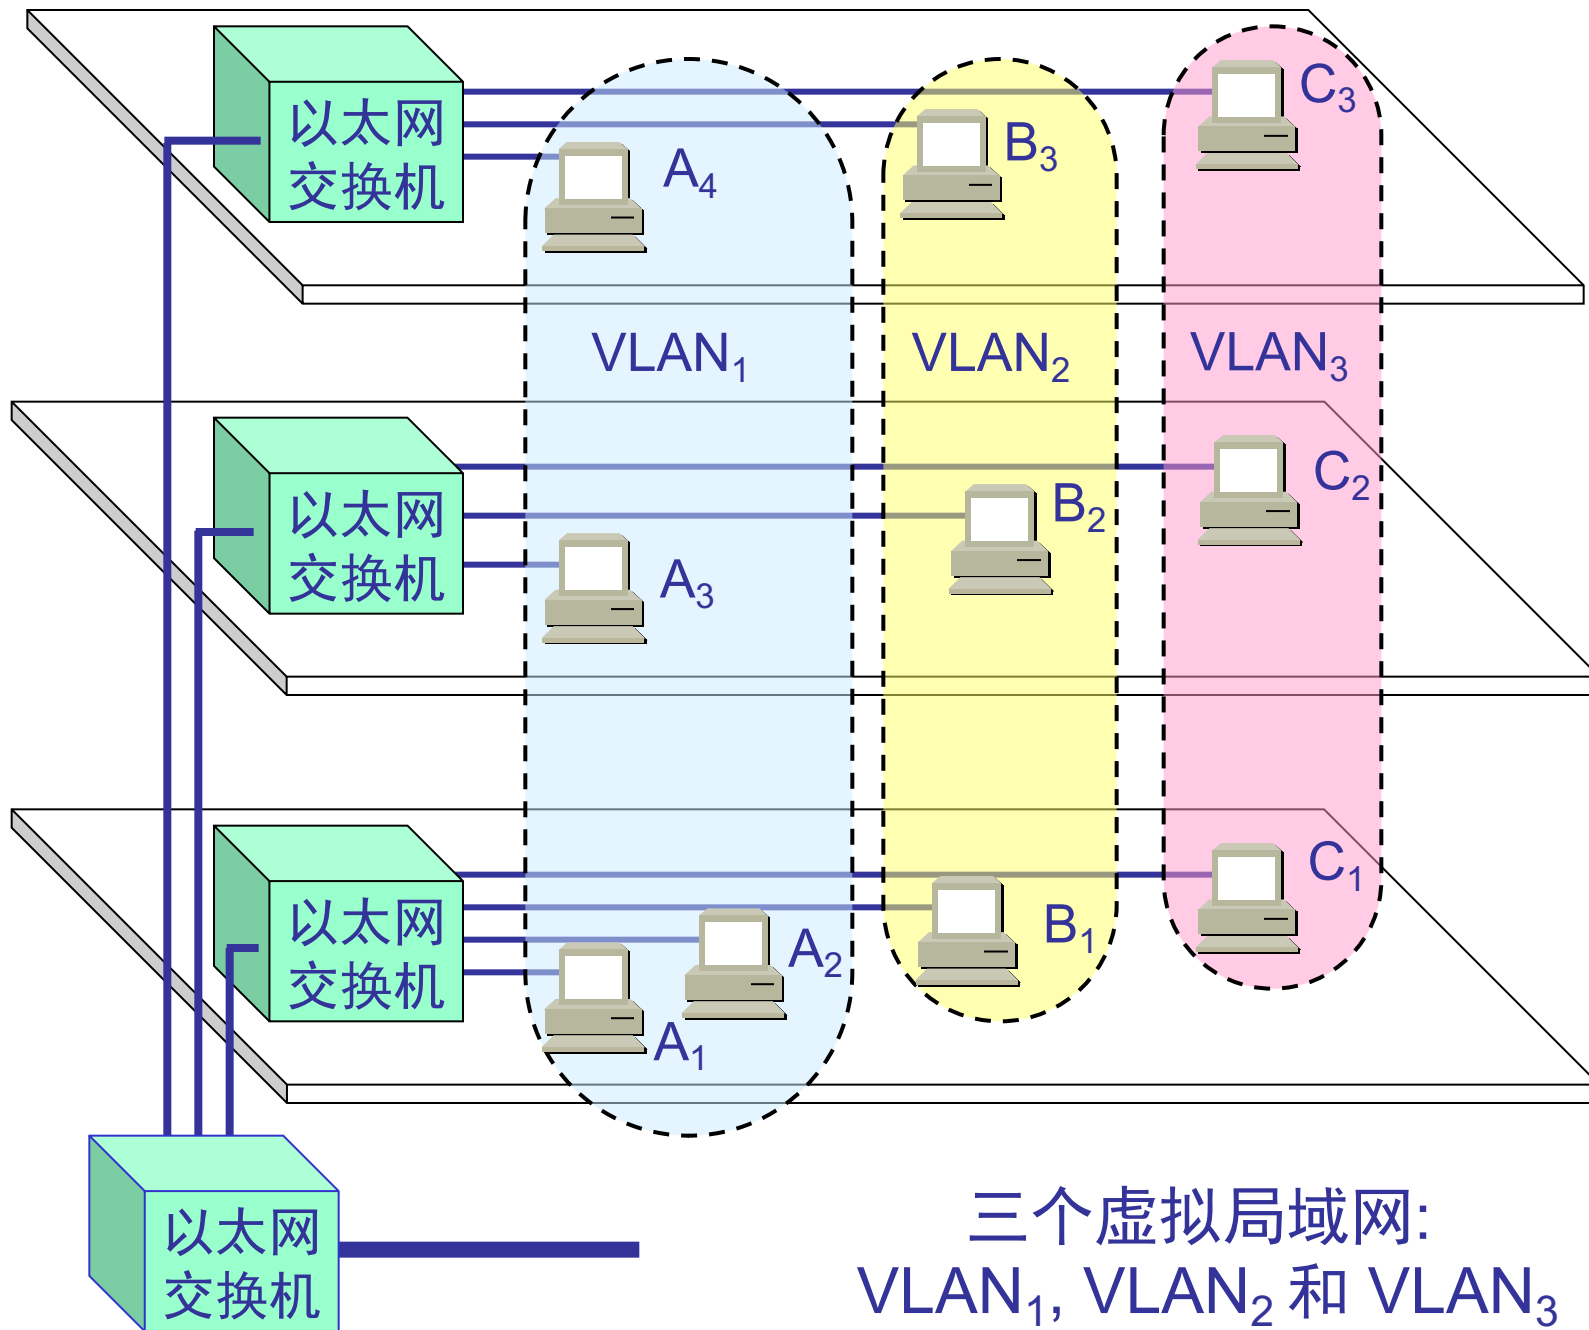 以太网
交换机
A₄
B₃
C₃
VLAN₁
VLAN₂
VLAN₃
以太网
交换机
A₃
B₂
C₂
以太网
交换机
A₁
A₂
B₁
C₁
以太网
交换机
三个虚拟局域网:
VLAN₁, VLAN₂ 和 VLAN₃